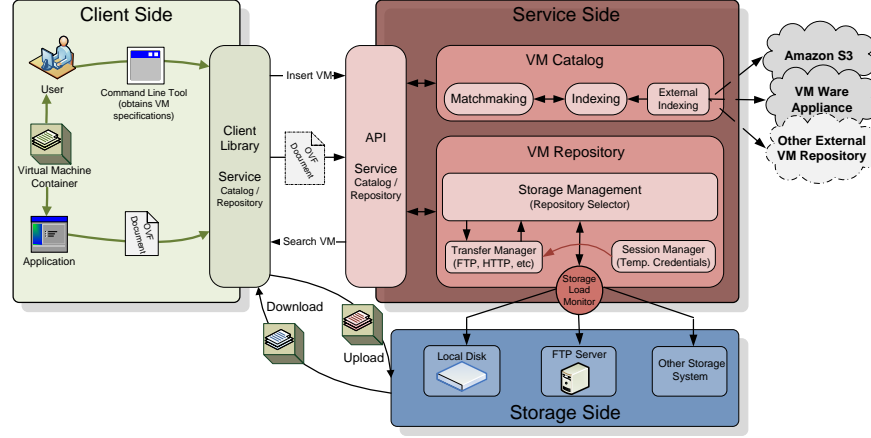 Client Side
User
Command Line Tool
(obtains VM
specifications)
Virtual Machine
Container
Application
OVF
Document
Client
Library
Service
Catalog /
Repository
Insert VM
OVF
Document
Search VM
Download
Upload
Service Side
API
Service
Catalog /
Repository
VM Catalog
Matchmaking
Indexing
External
Indexing
VM Repository
Storage Management
(Repository Selector)
Transfer Manager
(FTP, HTTP, etc)
Session Manager
(Temp. Credentials)
Storage
Load
Monitor
Amazon S3
VM Ware
Appliance
Other External
VM Repository
Local Disk
FTP Server
Other Storage
System
Storage Side